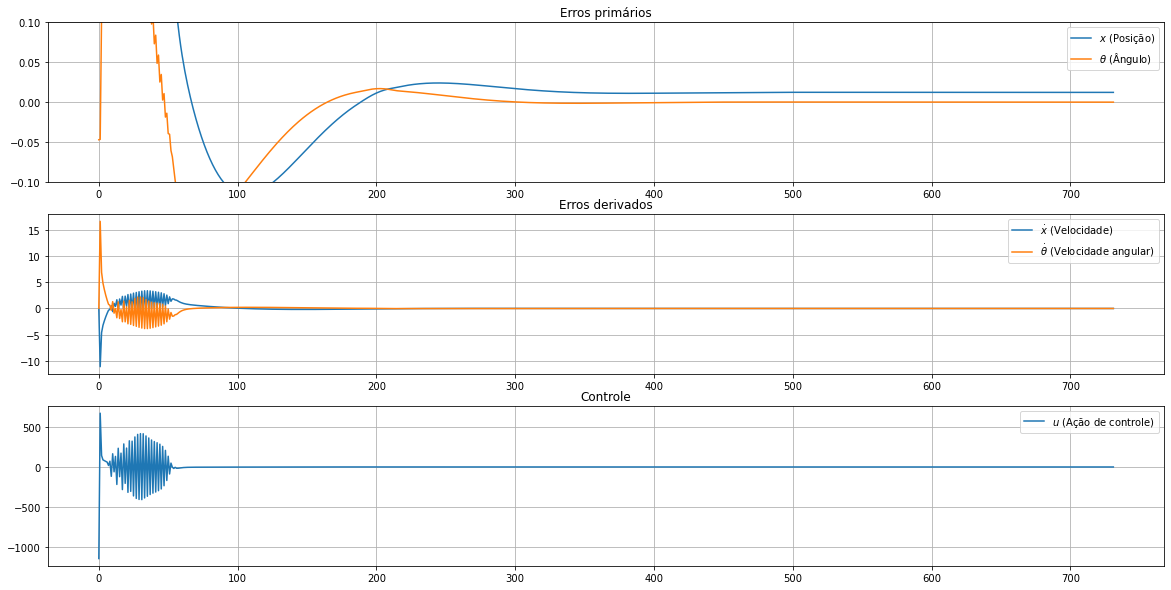 Erros primários
0.10
0.05
0.00
−0.05
−0.10
x (Posição)
θ (Ângulo)
0 100 200 300 400 500 600 700
Erros derivados
15
10
5
0
−5
−10
ẋ (Velocidade)
θ̇ (Velocidade angular)
0 100 200 300 400 500 600 700
Controle
500
0
−500
−1000
u (Ação de controle)
0 100 200 300 400 500 600 700